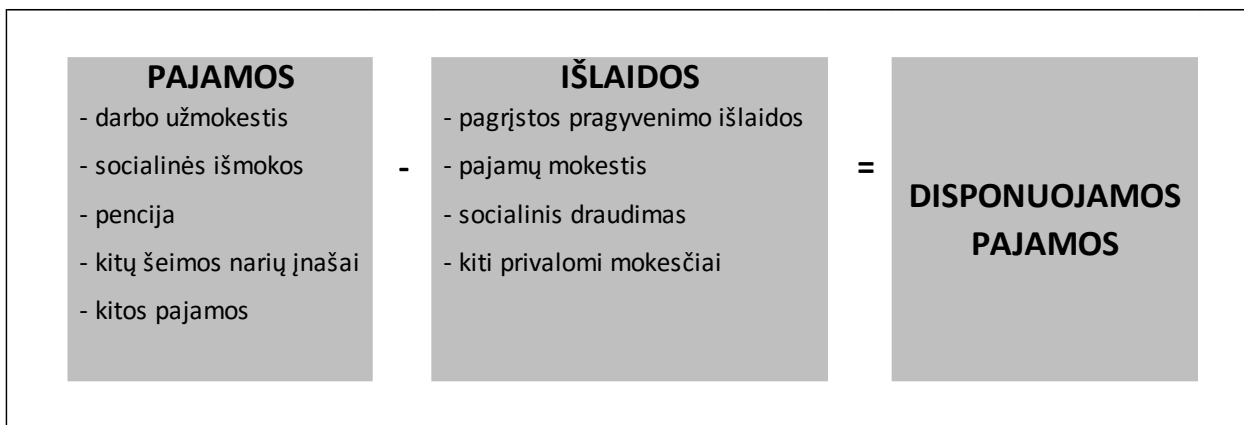 PAJAMOS
- darbo užmokestis
- socialinės išmokos
- pencija
- kitų šeimos narių įnašai
- kitos pajamos
-
IŠLAIDOS
- pagrįstos pragyvenimo išlaidos
- pajamų mokestis
- socialinis draudimas
- kiti privalomi mokesčiai
=
DISPONUOJAMOS
PAJAMOS